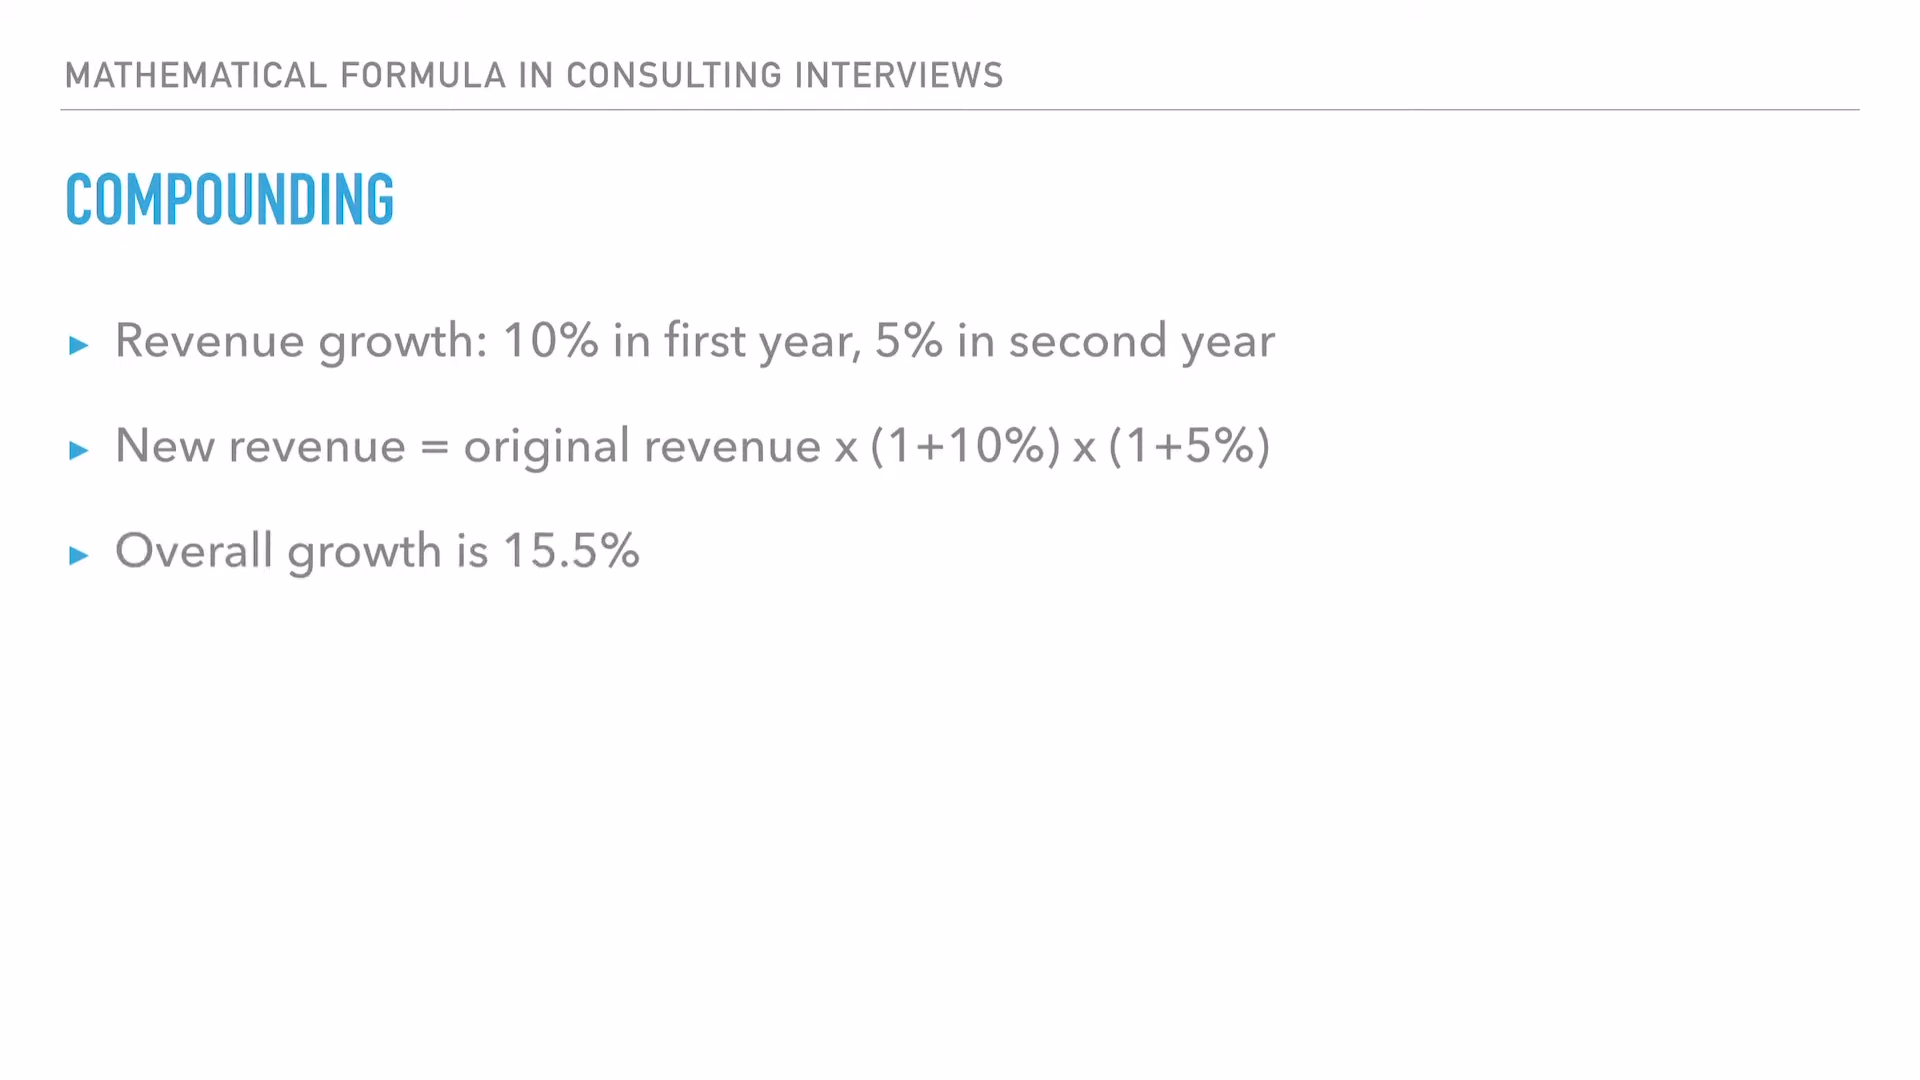 MATHEMATICAL FORMULA IN CONSULTING INTERVIEWS
COMPOUNDING
▸ Revenue growth: 10% in first year, 5% in second year
▸ New revenue = original revenue x (1+10%) x (1+5%)
▸ Overall growth is 15.5%